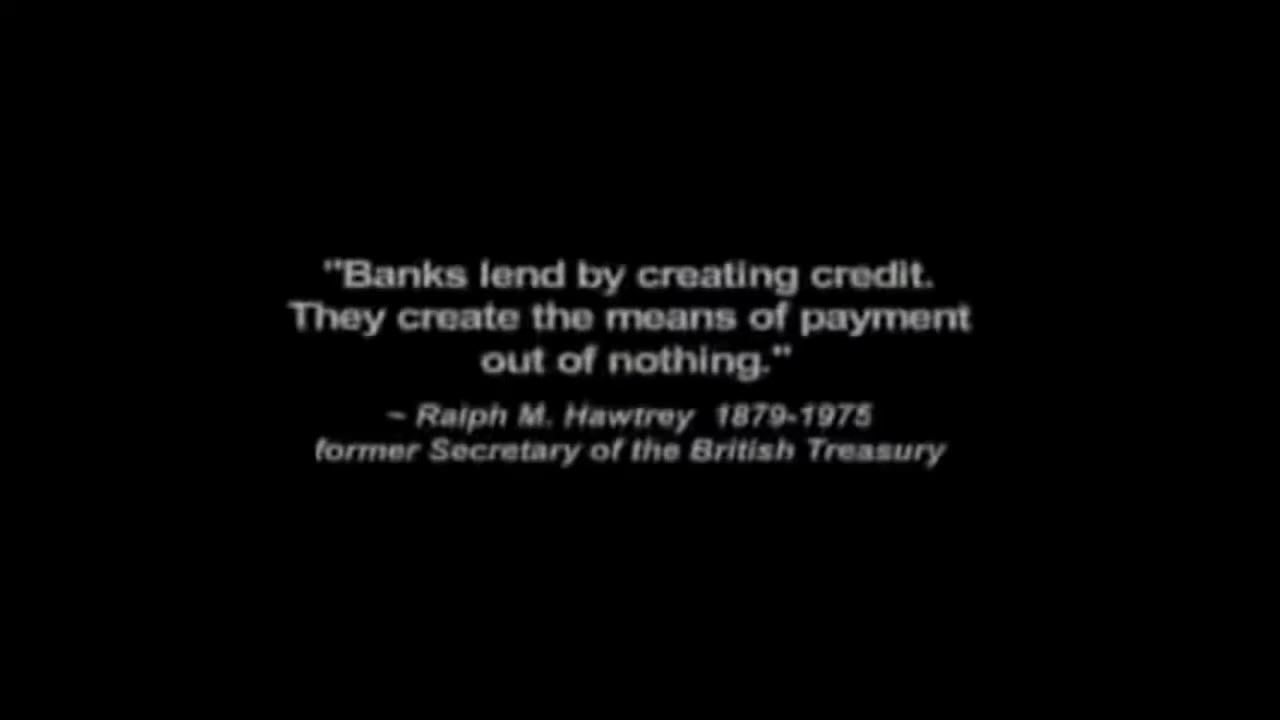 "Banks lend by creating credit.
They create the means of payment
out of nothing."
~ Ralph M. Hawtrey 1879-1975
former Secretary of the British Treasury